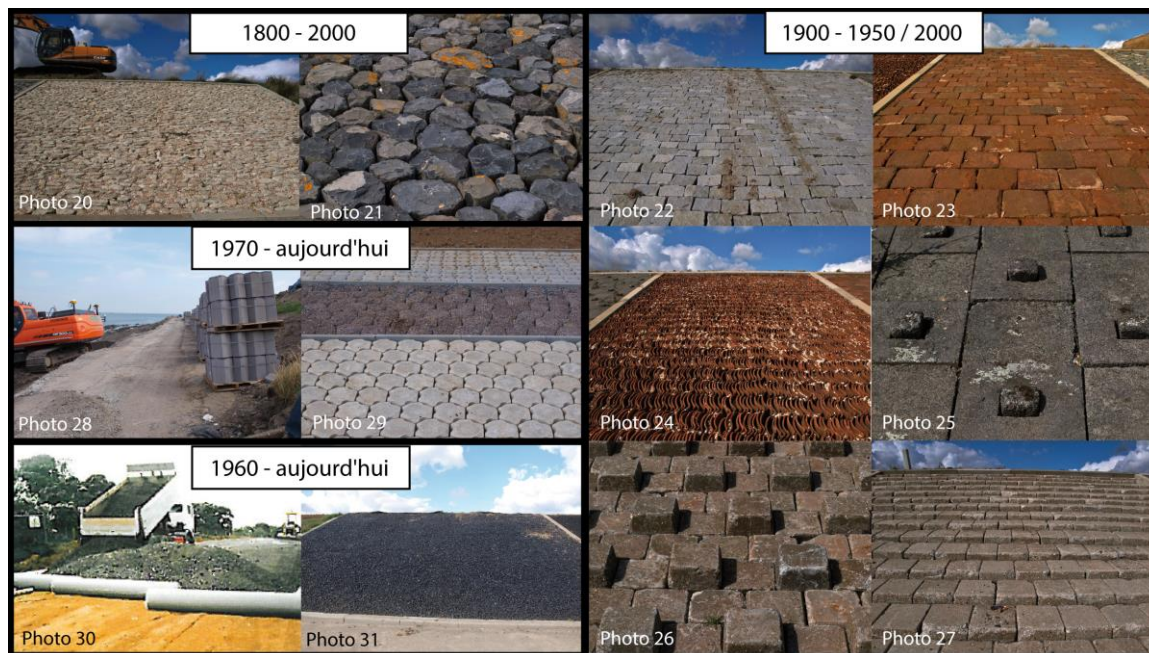 1800 - 2000
Photo 20
Photo 21
1900 - 1950 / 2000
Photo 22
Photo 23
1970 - aujourd'hui
Photo 28
Photo 29
Photo 24
Photo 25
1960 - aujourd'hui
Photo 30
Photo 31
Photo 26
Photo 27